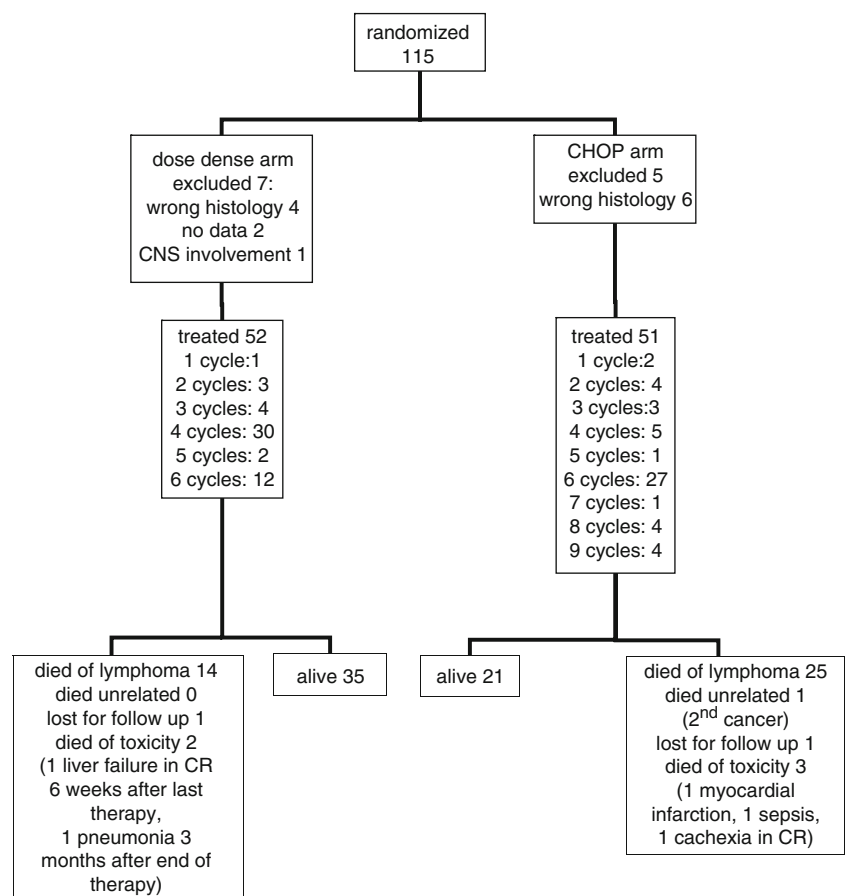 randomized
115
dose dense arm
excluded 7:
wrong histology 4
no data 2
CNS involvement 1
CHOP arm
excluded 5
wrong histology 6
treated 52
1 cycle:1
2 cycles: 3
3 cycles: 4
4 cycles: 30
5 cycles: 2
6 cycles: 12
treated 51
1 cycle:2
2 cycles: 4
3 cycles:3
4 cycles: 5
5 cycles: 1
6 cycles: 27
7 cycles: 1
8 cycles: 4
9 cycles: 4
died of lymphoma 14
died unrelated 0
lost for follow up 1
died of toxicity 2
(1 liver failure in CR
6 weeks after last
therapy,
1 pneumonia 3
months after end of
therapy)
alive 35
alive 21
died of lymphoma 25
died unrelated 1
(2nd cancer)
lost for follow up 1
died of toxicity 3
(1 myocardial
infarction, 1 sepsis,
1 cachexia in CR)